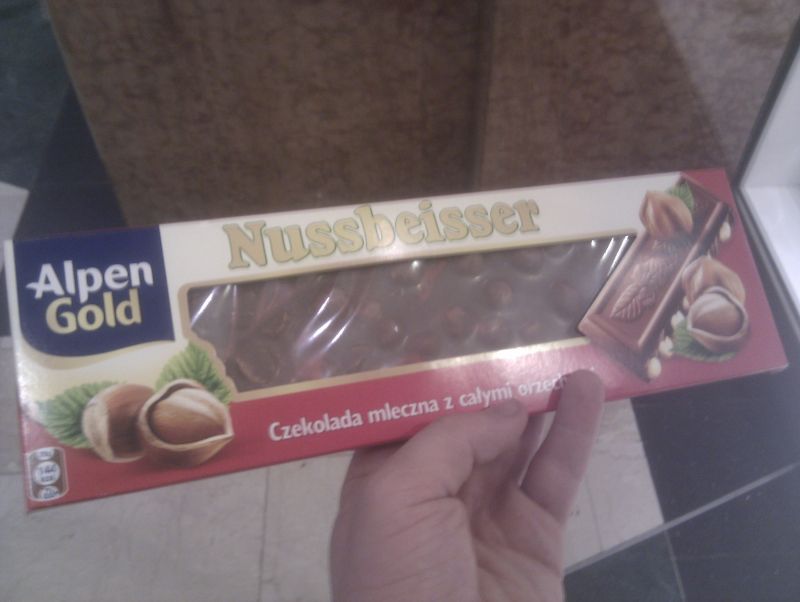 Alpen
Gold
Nussbeisser
Czekolada mleczna z całymi